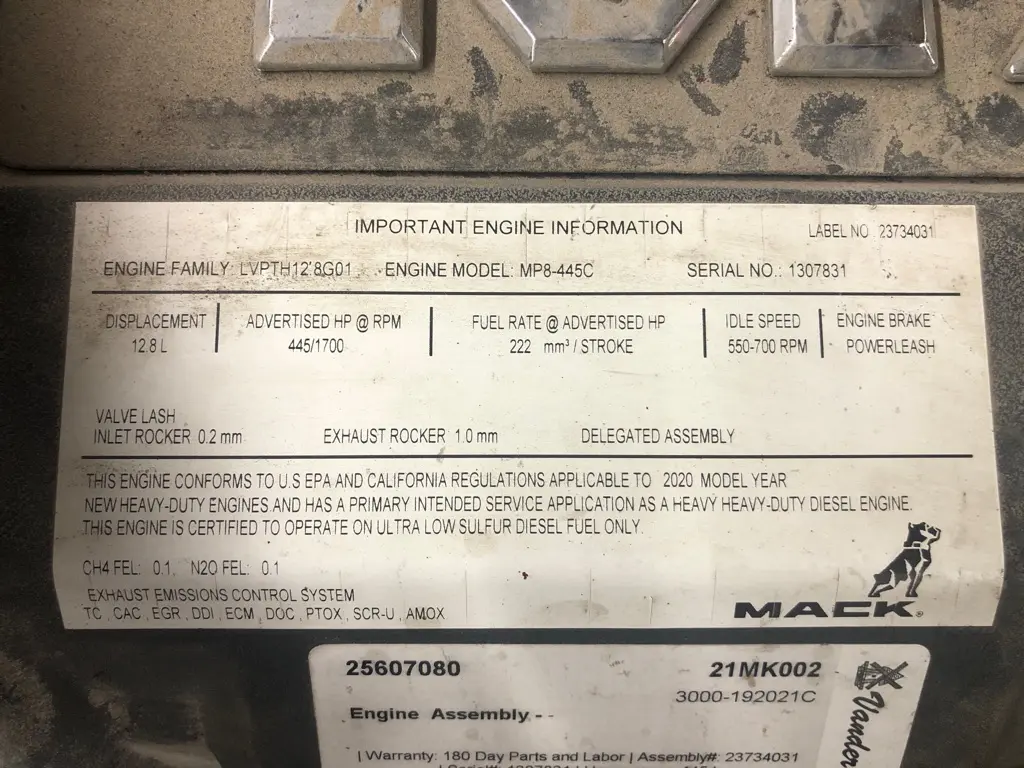 IMPORTANT ENGINE INFORMATION LABEL NO 23734031
ENGINE FAMILY: LVPTH12.8G01 ENGINE MODEL: MP8-445C SERIAL NO.: 1307831
DISPLACEMENT ADVERTISED HP @ RPM FUEL RATE @ ADVERTISED HP IDLE SPEED ENGINE BRAKE
12.8 L 445/1700 222 mm³ / STROKE 550-700 RPM POWERLEASH
VALVE LASH
INLET ROCKER 0.2 mm EXHAUST ROCKER 1.0 mm DELEGATED ASSEMBLY
THIS ENGINE CONFORMS TO U.S EPA AND CALIFORNIA REGULATIONS APPLICABLE TO 2020 MODEL YEAR
NEW HEAVY-DUTY ENGINES AND HAS A PRIMARY INTENDED SERVICE APPLICATION AS A HEAVY HEAVY-DUTY DIESEL ENGINE.
THIS ENGINE IS CERTIFIED TO OPERATE ON ULTRA LOW SULFUR DIESEL FUEL ONLY.
CH4 FEL: 0.1, N2O FEL: 0.1
EXHAUST EMISSIONS CONTROL SYSTEM
TC , CAC , EGR , DDI , ECM , DOC , PTOX , SCR-U , AMOX
MACK
25607080 21MK002
3000-192021C
Engine Assembly - -
| Warranty: 180 Day Parts and Labor | Assembly#: 23734031